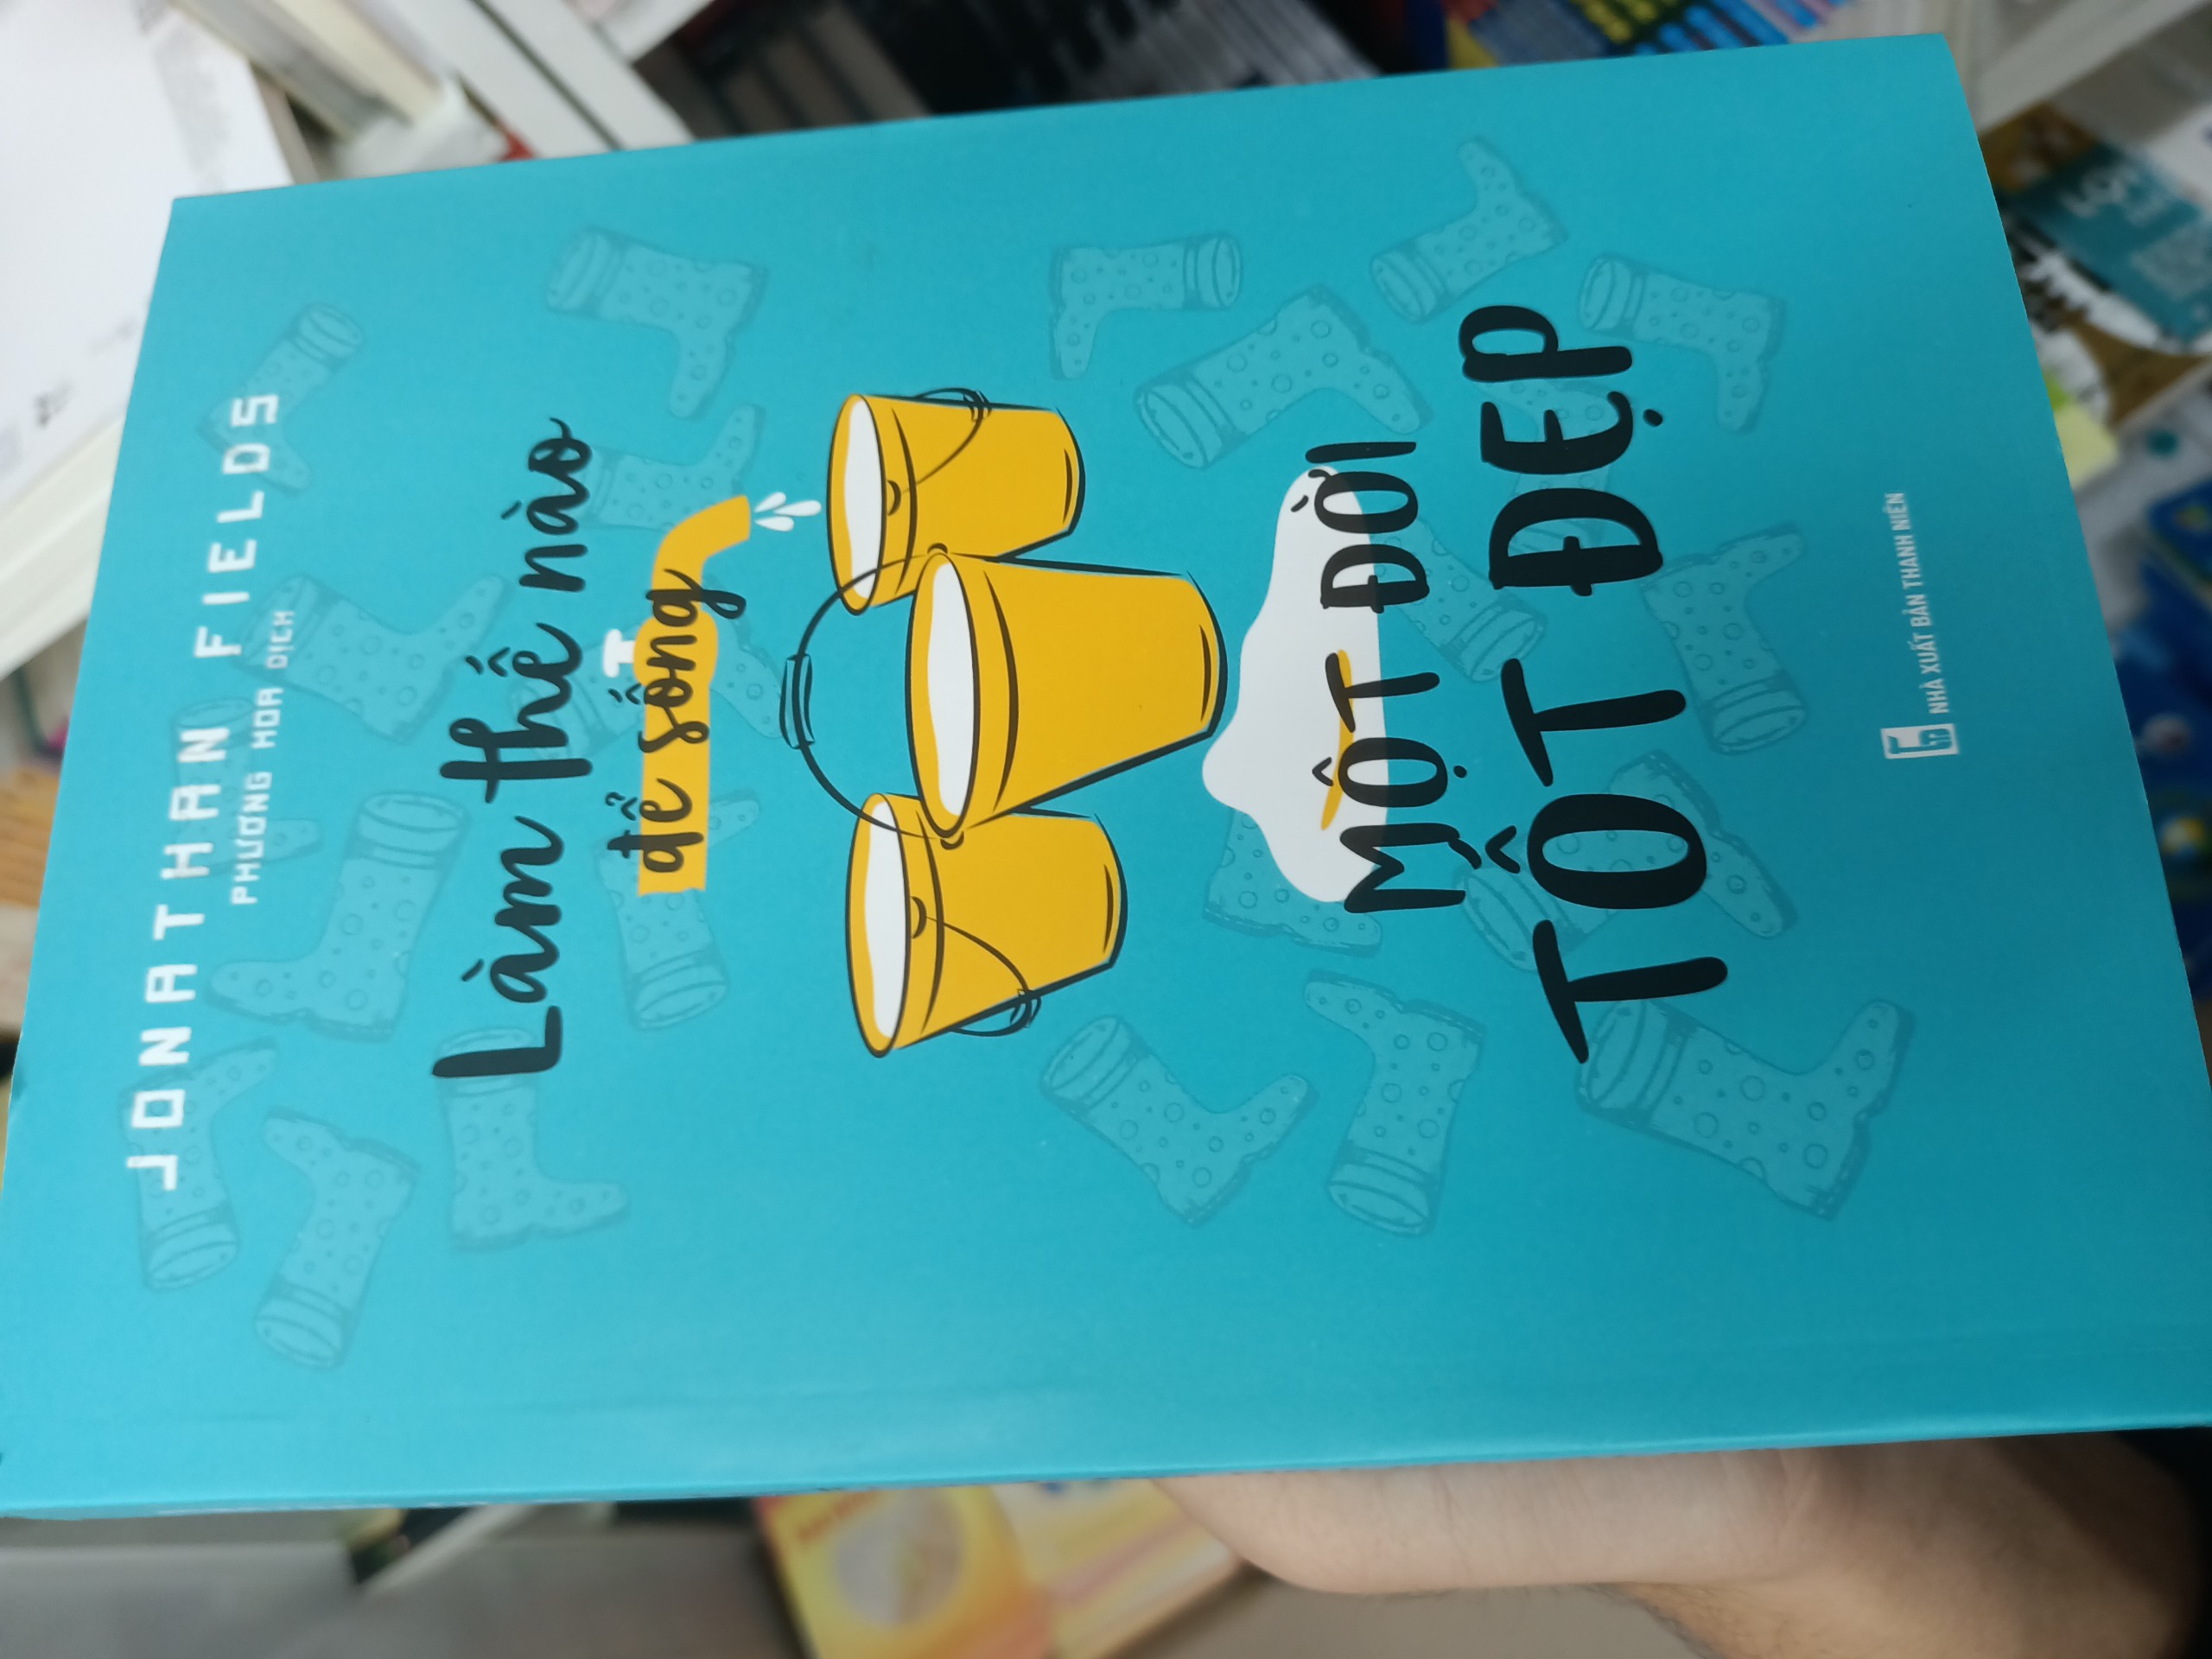 JONATHAN FIELDS
PHƯƠNG HOA DỊCH
Làm thế nào
để sống
MỘT ĐỜI
TỐT ĐẸP
NHÀ XUẤT BẢN THANH NIÊN